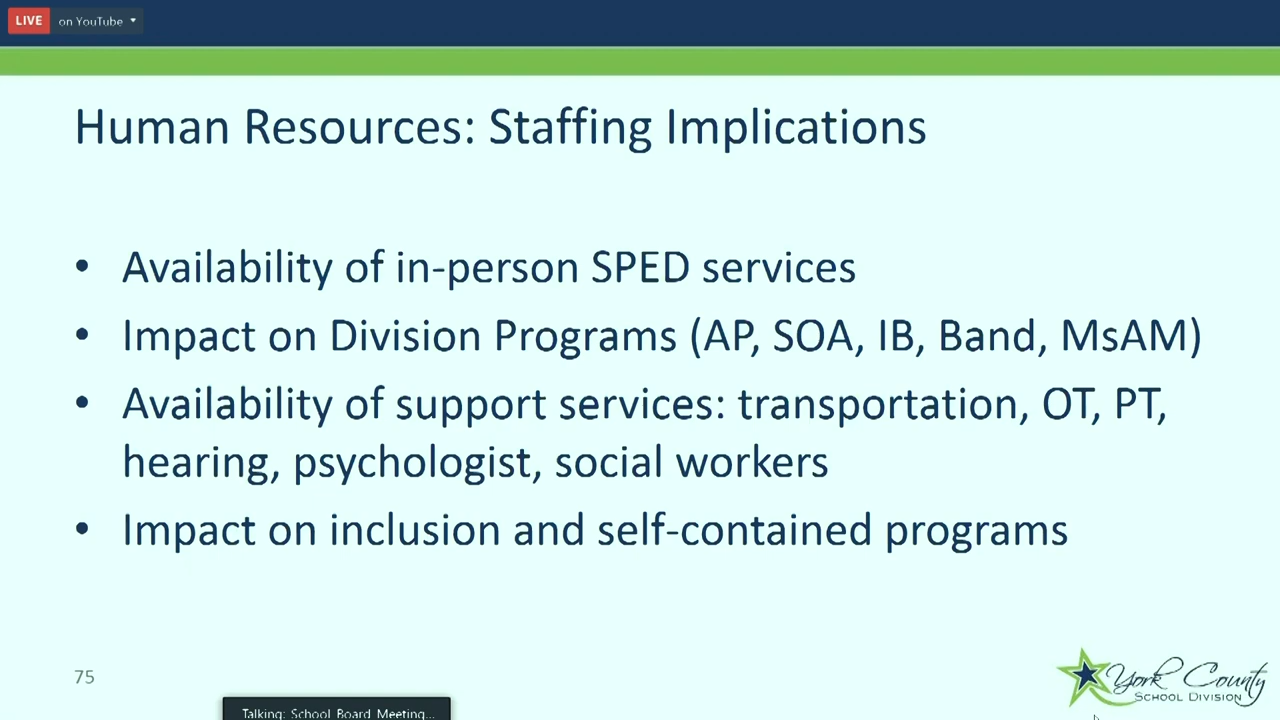 LIVE on YouTube
Human Resources: Staffing Implications
• Availability of in-person SPED services
• Impact on Division Programs (AP, SOA, IB, Band, MsAM)
• Availability of support services: transportation, OT, PT,
hearing, psychologist, social workers
• Impact on inclusion and self-contained programs
75
York County
SCHOOL DIVISION
Talking: School Board Meeting...